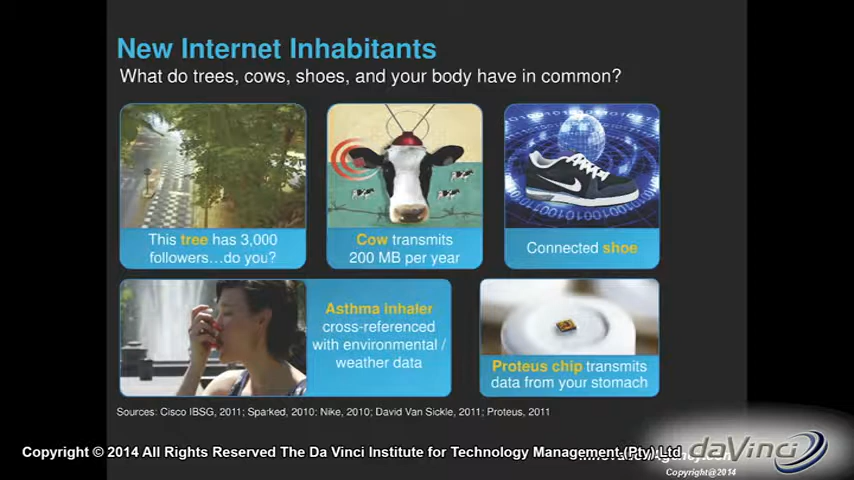 New Internet Inhabitants
What do trees, cows, shoes, and your body have in common?
This tree has 3,000
followers…do you?
Cow transmits
200 MB per year
Connected shoe
Asthma inhaler
cross-referenced
with environmental /
weather data
Proteus chip transmits
data from your stomach
Sources: Cisco IBSG, 2011; Sparked, 2010: Nike, 2010; David Van Sickle, 2011; Proteus, 2011
Copyright © 2014 All Rights Reserved The Da Vinci Institute for Technology Management (Pty) Ltd
daVinci
Copyright@2014